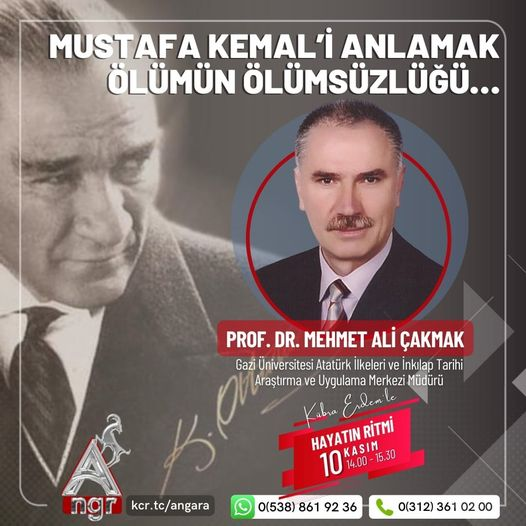 MUSTAFA KEMAL'İ ANLAMAK
ÖLÜMÜN ÖLÜMSÜZLÜĞÜ...
PROF. DR. MEHMET ALİ ÇAKMAK
Gazi Üniversitesi Atatürk İlkeleri ve İnkılap Tarihi
Araştırma ve Uygulama Merkezi Müdürü
Kübra Erdem'le
HAYATIN RİTMİ
10 KASIM
14.00 - 15.30
K. Atatürk
Angr
kcr.tc/angara
0(538) 861 92 36
0(312) 361 02 00